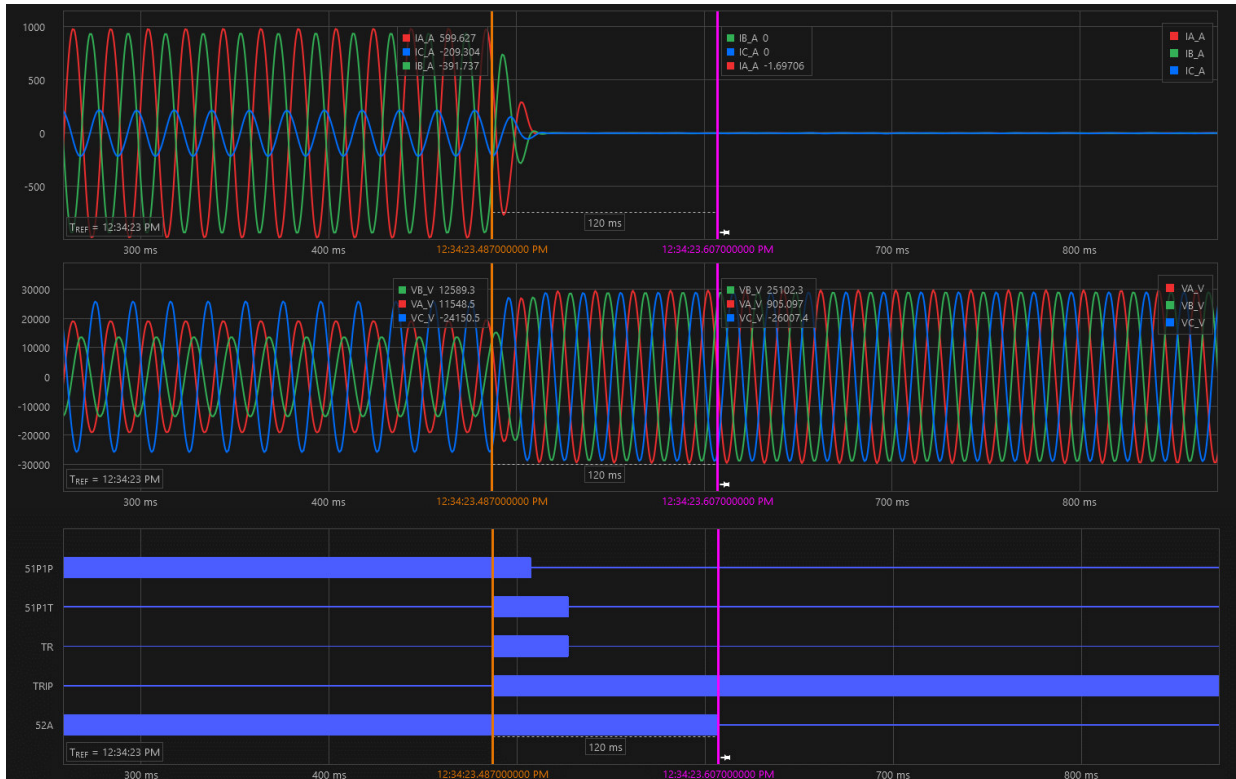 1000
500
0
-500
IA_A 599.627
IC_A -209.304
IB_A -391.737
IB_A 0
IC_A 0
IA_A -1.69706
IA_A
IB_A
IC_A
TREF = 12:34:23 PM
120 ms
300 ms 400 ms 12:34:23.487000000 PM 12:34:23.607000000 PM 700 ms 800 ms
30000
20000
10000
0
-10000
-20000
-30000
VB_V 12589.3
VA_V 11548.5
VC_V -24150.5
VB_V 25102.3
VA_V 905.097
VC_V -26007.4
VA_V
VB_V
VC_V
TREF = 12:34:23 PM
120 ms
300 ms 400 ms 12:34:23.487000000 PM 12:34:23.607000000 PM 700 ms 800 ms
51P1P
51P1T
TR
TRIP
52A
TREF = 12:34:23 PM
120 ms
300 ms 400 ms 12:34:23.487000000 PM 12:34:23.607000000 PM 700 ms 800 ms